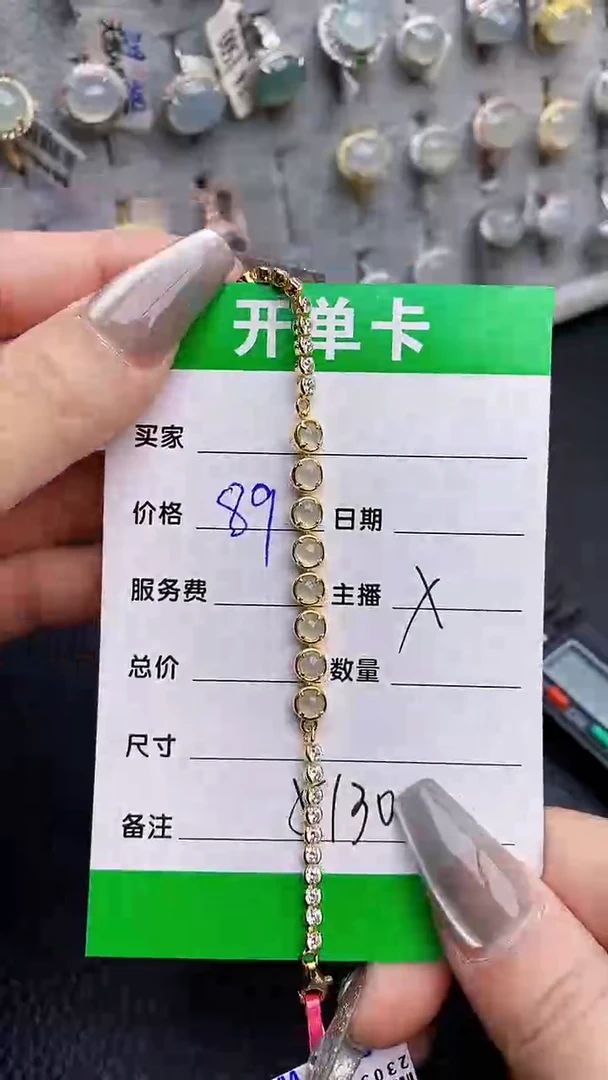 开单卡
买家
价格 89 日期
服务费 主播 X
总价 数量
尺寸
备注 130